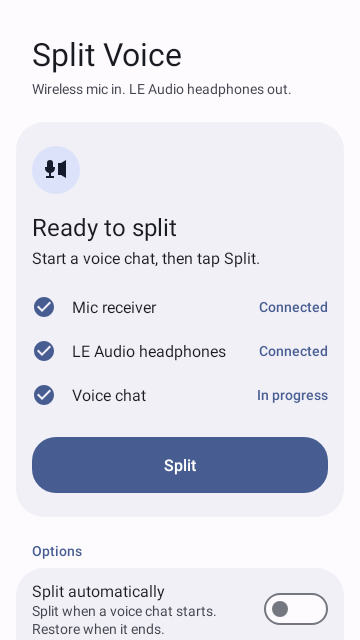 Split Voice
Wireless mic in. LE Audio headphones out.
Ready to split
Start a voice chat, then tap Split.
Mic receiver Connected
LE Audio headphones Connected
Voice chat In progress
Split
Options
Split automatically
Split when a voice chat starts.
Restore when it ends.